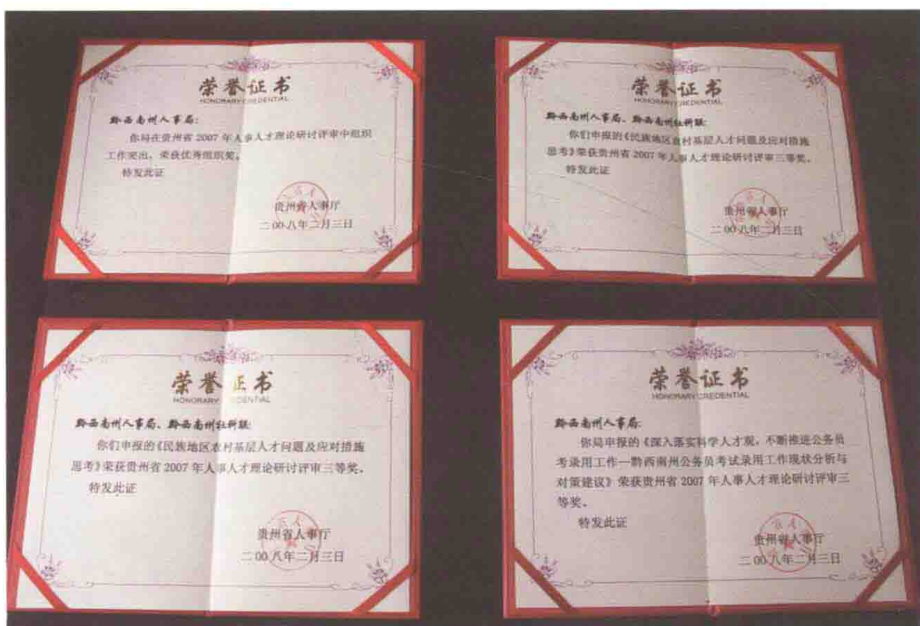 荣誉证书
HONORARY CREDENTIAL
黔西南州人事局:
你局在贵州省 2007 年人事人才理论研讨评审中组织
工作突出、荣获优秀组织奖。
特发此证
贵州省人事厅
二00八年二月三日
荣誉证书
HONORARY CREDENTIAL
黔西南州人事局、黔西南州社科联:
你们申报的《民族地区农村基层人才问题及应对措施
思考》荣获贵州省 2007 年人事人才理论研讨评审三等奖。
特发此证
贵州省人事厅
二00八年二月三日
荣誉证书
HONORARY CREDENTIAL
黔西南州人事局、黔西南州社科联:
你们申报的《民族地区农村基层人才问题及应对措施
思考》荣获贵州省 2007 年人事人才理论研讨评审三等奖。
特发此证
贵州省人事厅
二00八年二月三日
荣誉证书
HONORARY CREDENTIAL
黔西南州人事局:
你局申报的《深入落实科学人才观，不断推进公务员
考录用工作—黔西南州公务员考试录用工作现状分析与
对策建议》荣获贵州省 2007 年人事人才理论研讨评审三
等奖。
特发此证
贵州省人事厅
二00八年二月三日